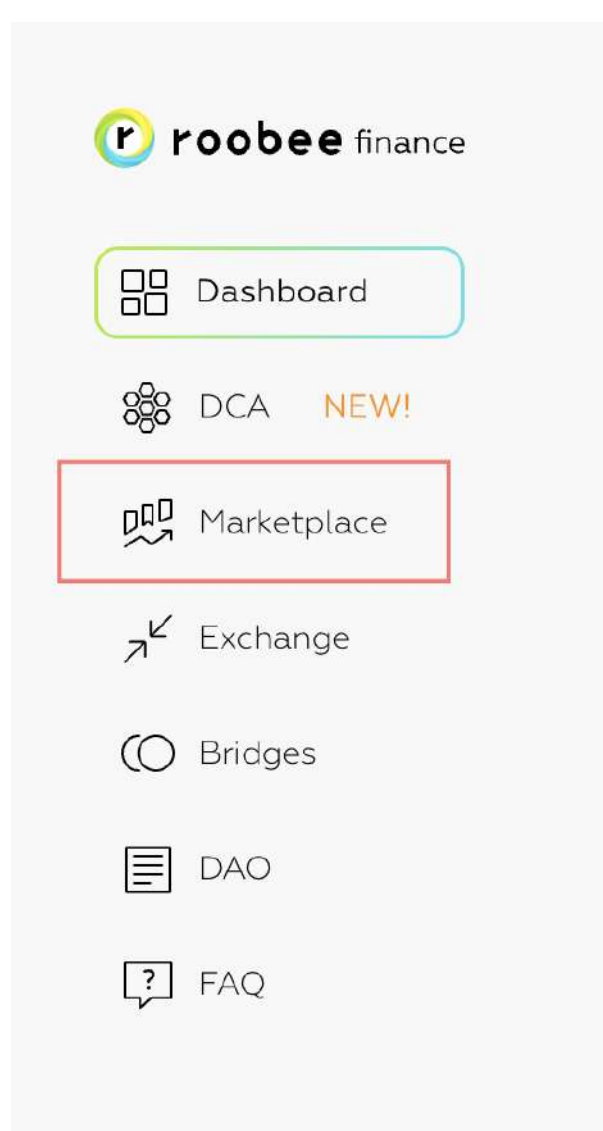 r roobee finance
Dashboard
DCA NEW!
Marketplace
Exchange
Bridges
DAO
? FAQ